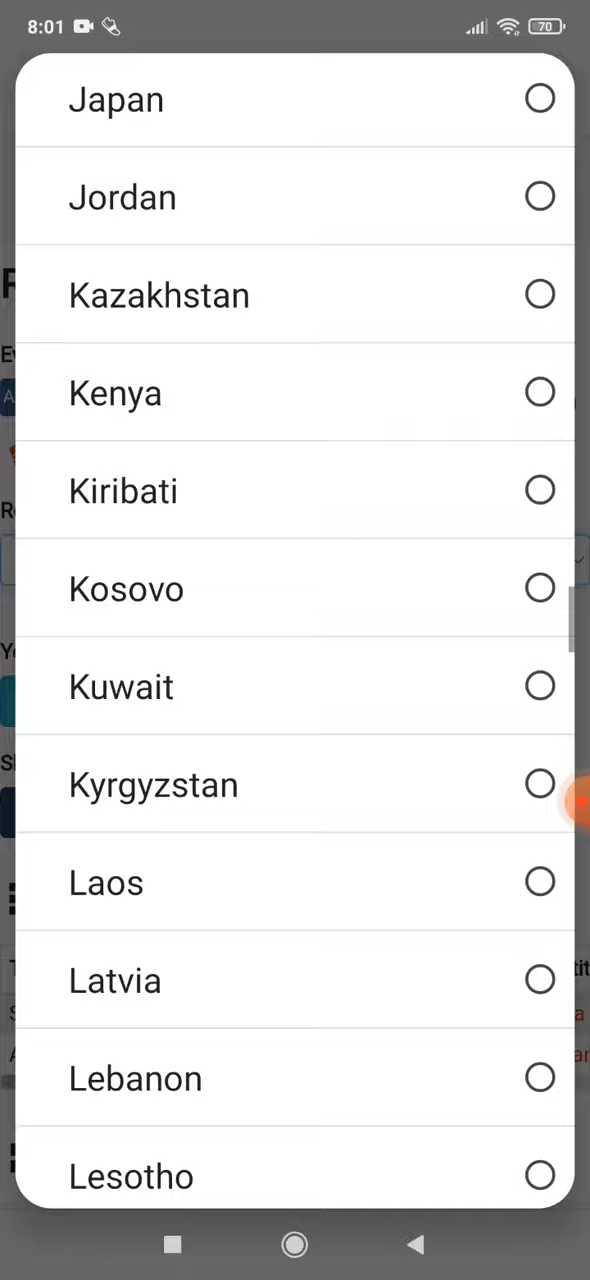 8:01
70
Japan
Jordan
Kazakhstan
Kenya
Kiribati
Kosovo
Kuwait
Kyrgyzstan
Laos
Latvia
Lebanon
Lesotho